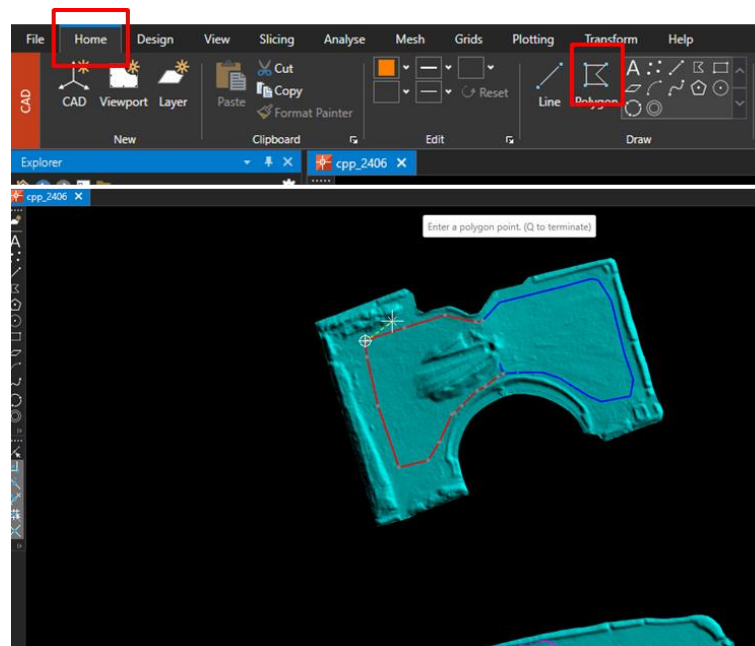 File Home Design View Slicing Analyse Mesh Grids Plotting Transform Help
CAD
CAD Viewport Layer
New
Paste
Cut
Copy
Format Painter
Clipboard
Reset
Edit
Line Polygon
Draw
Explorer
cpp_2406
cpp_2406
Enter a polygon point. (Q to terminate)